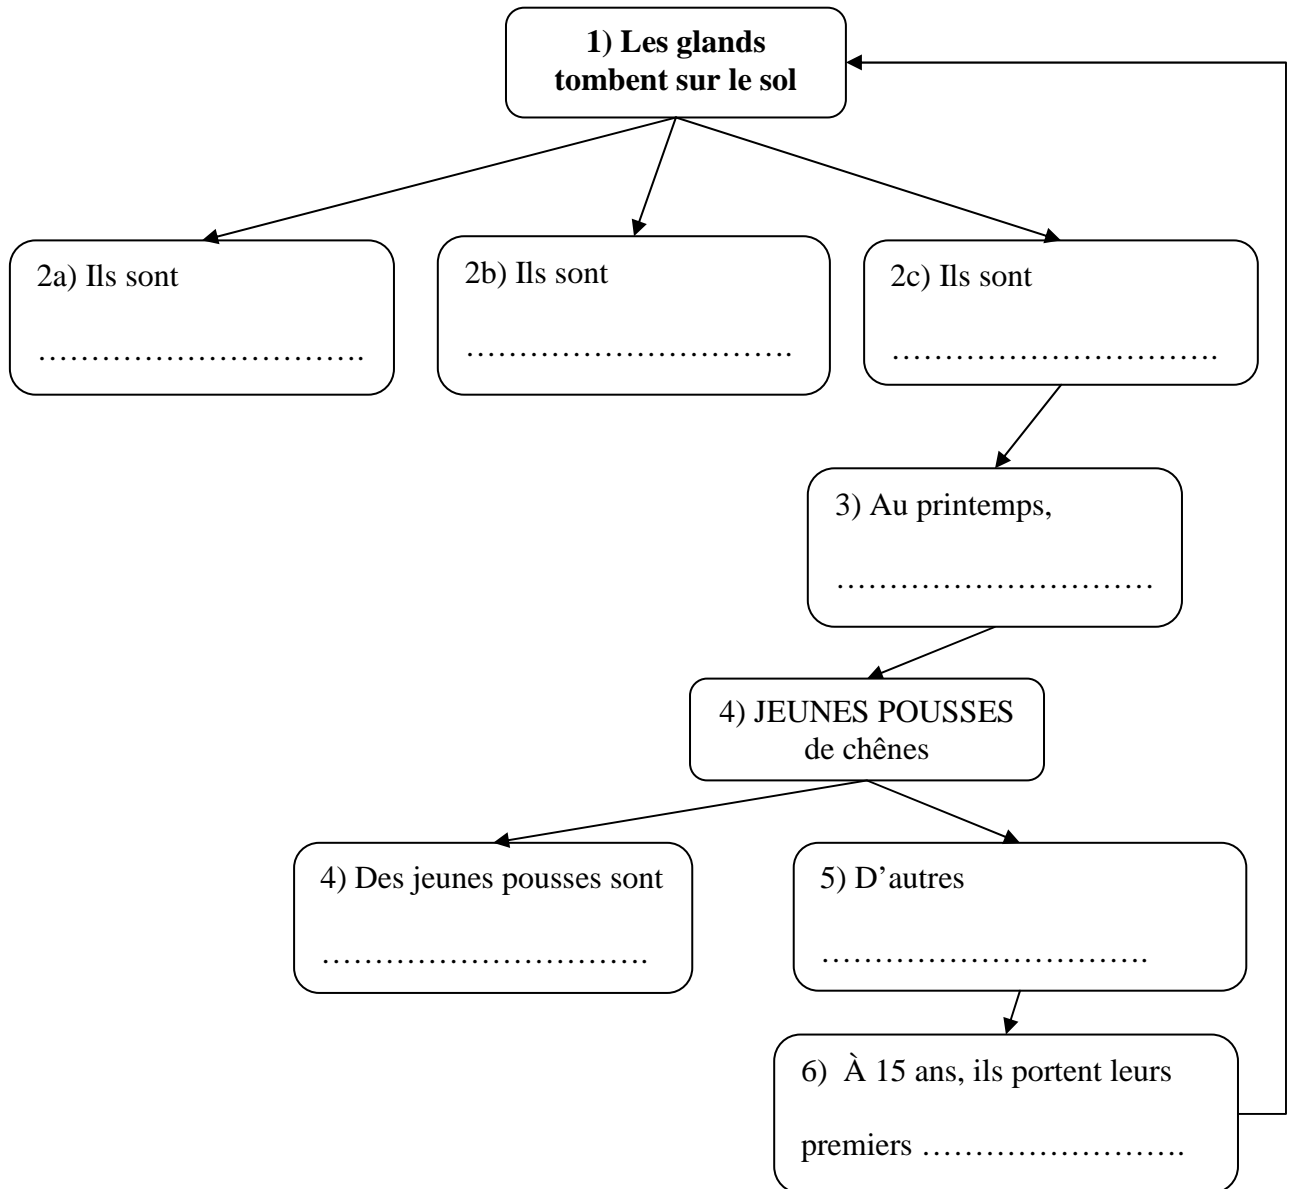 1) Les glands
tombent sur le sol
2a) Ils sont
………………………….
2b) Ils sont
………………………….
2c) Ils sont
………………………….
3) Au printemps,
…………………………
4) JEUNES POUSSES
de chênes
4) Des jeunes pousses sont
………………………….
5) D’autres
………………………….
6) À 15 ans, ils portent leurs
premiers …………………….